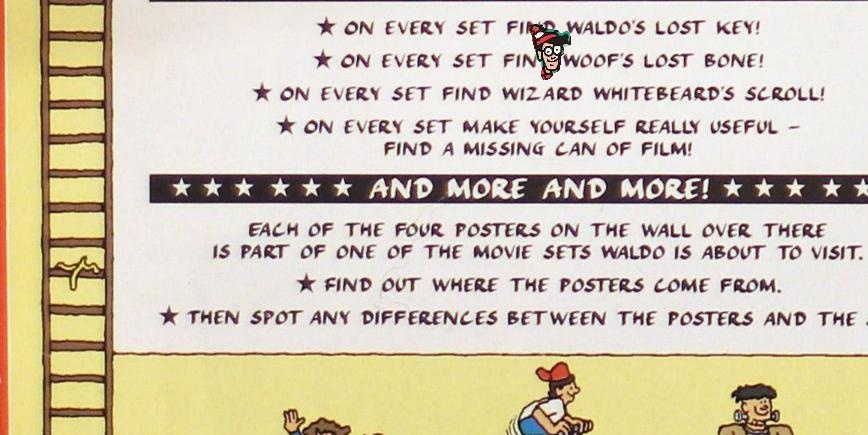 ★ ON EVERY SET FIND WALDO'S LOST KEY!
★ ON EVERY SET FIND WOOF'S LOST BONE!
★ ON EVERY SET FIND WIZARD WHITEBEARD'S SCROLL!
★ ON EVERY SET MAKE YOURSELF REALLY USEFUL –
FIND A MISSING CAN OF FILM!
★ ★ ★ ★ ★ ★ AND MORE AND MORE! ★ ★ ★ ★ ★
EACH OF THE FOUR POSTERS ON THE WALL OVER THERE
IS PART OF ONE OF THE MOVIE SETS WALDO IS ABOUT TO VISIT.
★ FIND OUT WHERE THE POSTERS COME FROM.
★ THEN SPOT ANY DIFFERENCES BETWEEN THE POSTERS AND THE